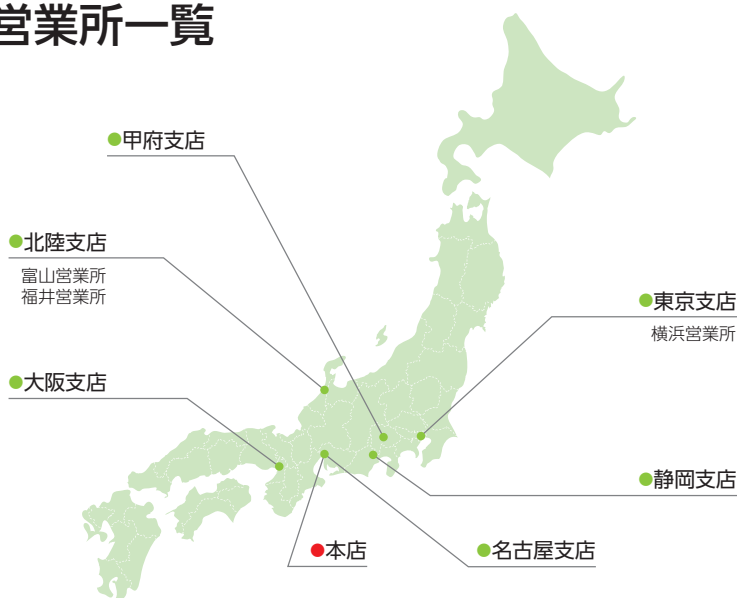 営業所一覧
●甲府支店
●北陸支店
富山営業所
福井営業所
●東京支店
横浜営業所
●大阪支店
●静岡支店
●本店
●名古屋支店